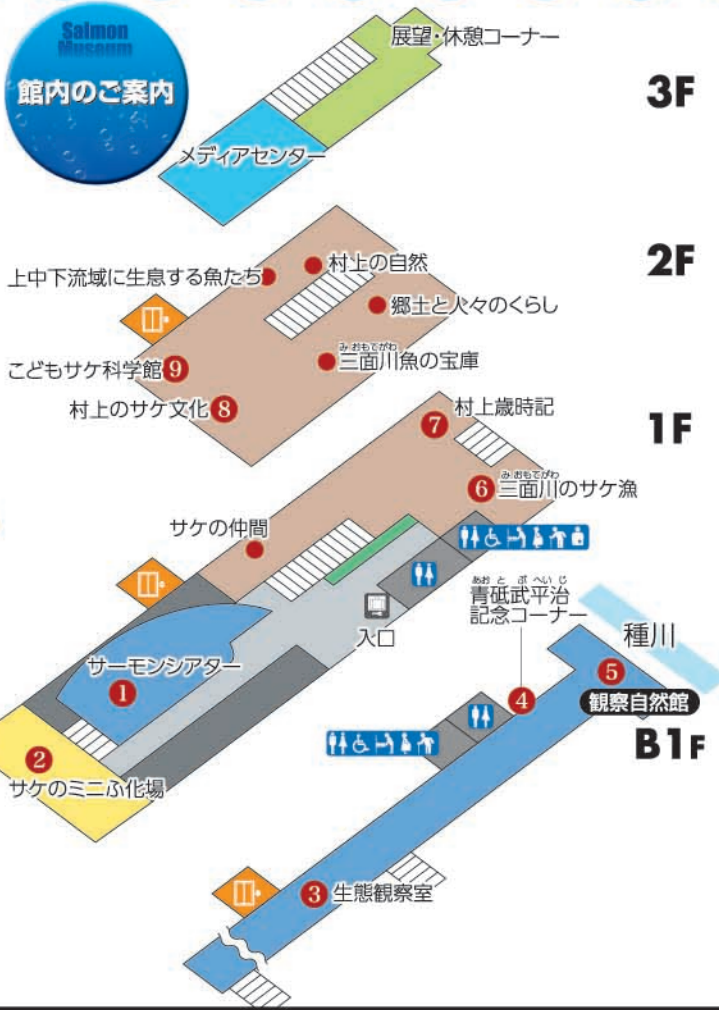 Salmon
Museum
館内のご案内
展望・休憩コーナー
3F
メディアセンター
2F
上中下流域に生息する魚たち
村上の自然
郷土と人々のくらし
みおもてがわ
三面川魚の宝庫
こどもサケ科学館 9
村上のサケ文化 8
1F
7 村上歳時記
みおもてがわ
6 三面川のサケ漁
サケの仲間
入口
あおとぶへいじ
青砥武平治
記念コーナー
種川
サーモンシアター
1
4
5
観察自然館
B1F
2
サケのミニふ化場
3 生態観察室